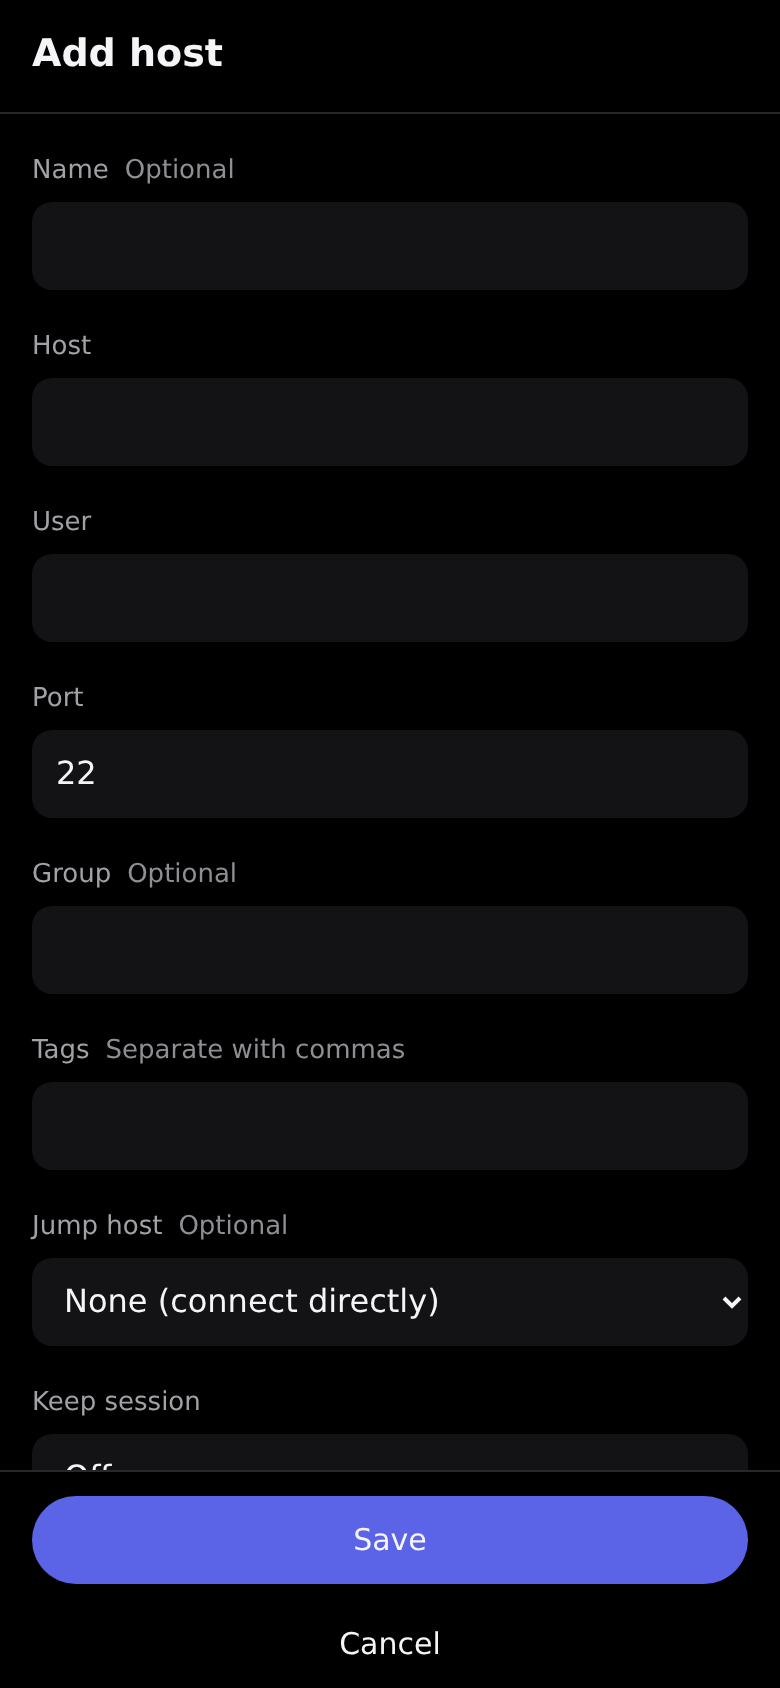 Add host
Name Optional
Host
User
Port
22
Group Optional
Tags Separate with commas
Jump host Optional
None (connect directly)
Keep session
Off
Save
Cancel